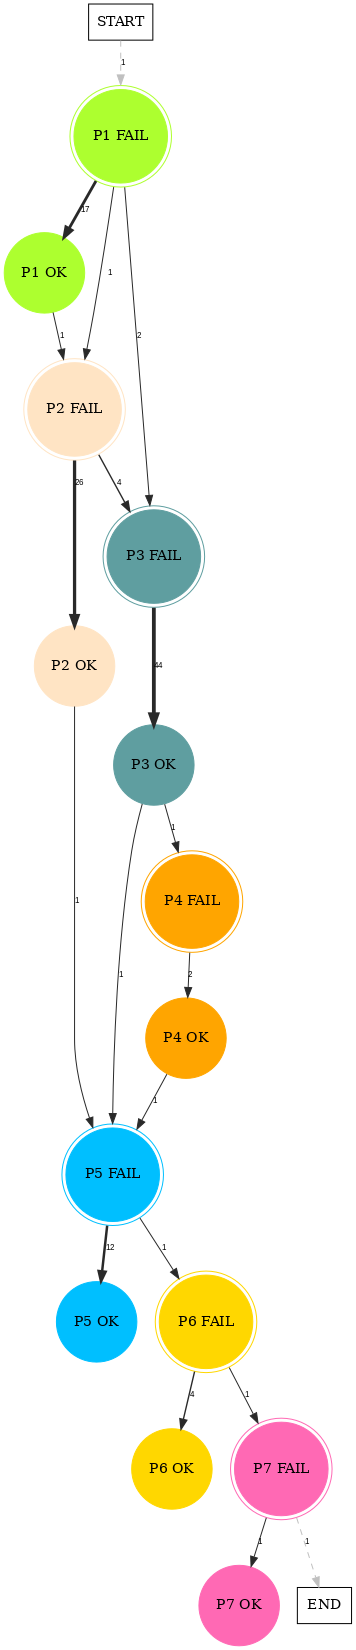 START
1
P1 FAIL
17
P1 OK
1
2
1
P2 FAIL
26
4
P3 FAIL
P2 OK
44
P3 OK
1
P4 FAIL
1
1
2
P4 OK
1
P5 FAIL
12
1
P5 OK
P6 FAIL
4
1
P6 OK
P7 FAIL
1
1
P7 OK
END